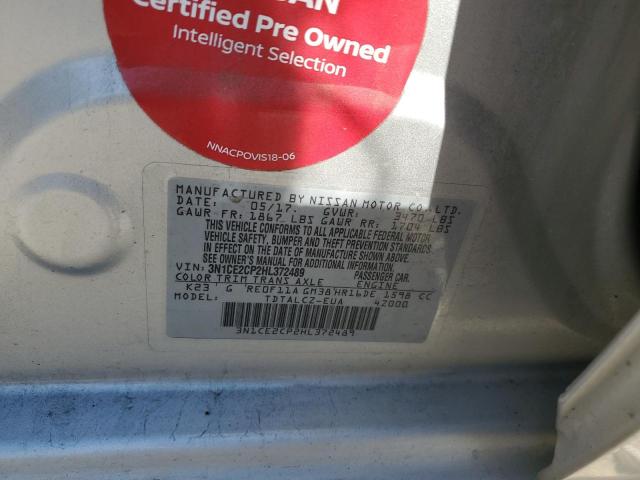 SAN
Certified Pre Owned
Intelligent Selection
NNACPOVIS18-06
MANUFACTURED BY NISSAN MOTOR CO., LTD.
DATE: 05/17. GVWR: 3470 LBS
GAWR FR: 1867 LBS GAWR RR: 1704 LBS
THIS VEHICLE CONFORMS TO ALL APPLICABLE FEDERAL MOTOR
VEHICLE SAFETY, BUMPER AND THEFT PREVENTION STANDARDS
IN EFFECT ON THE DATE OF MANUFACTURE SHOWN ABOVE.
SEE OWNER'S MANUAL.
VIN: 3N1CE2CP2HL372489 PASSENGER CAR.
COLOR TRIM TRANS AXLE ENGINE
K23 G RE0F11A GM38 HR16DE 1598 CC
MODEL: TDTALCZ-EUA 42000
3N1CE2CP2HL372489